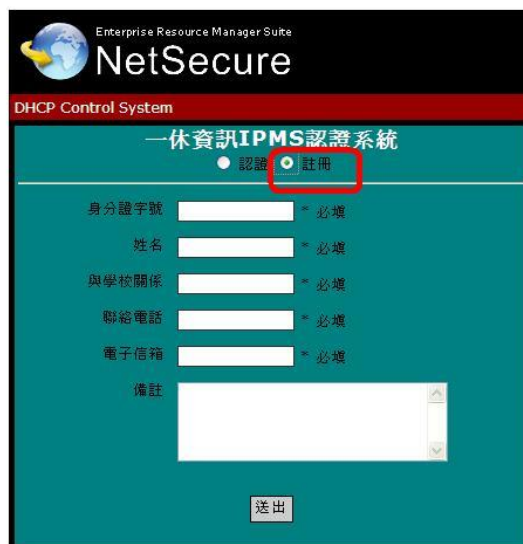 Enterprise Resource Manager Suite
NetSecure
DHCP Control System
一休資訊IPMS認證系統
認證 註冊
身分證字號 * 必填
姓名 * 必填
與學校關係 * 必填
聯絡電話 * 必填
電子信箱 * 必填
備註
送出